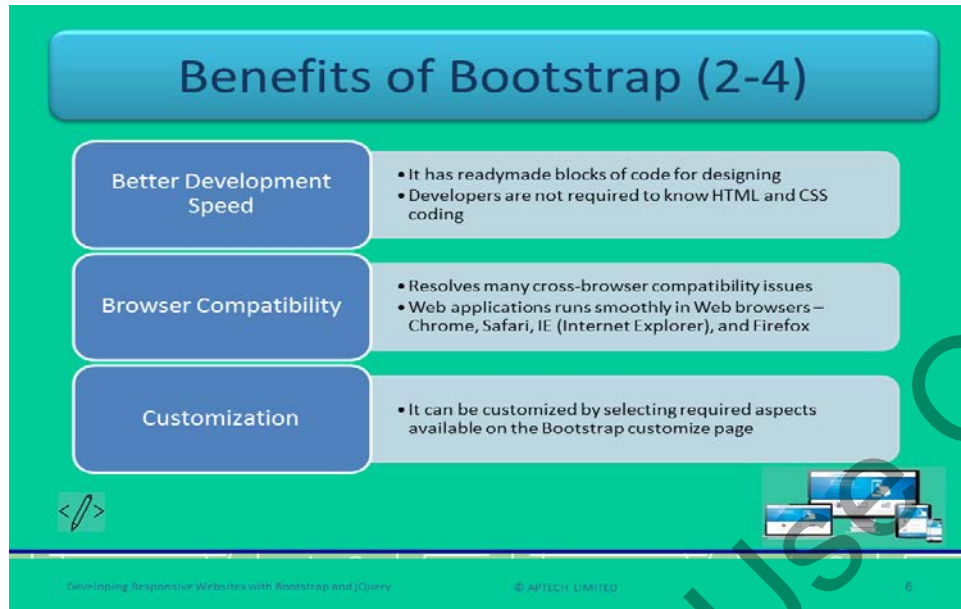 Benefits of Bootstrap (2-4)
Better Development
Speed
• It has readymade blocks of code for designing
• Developers are not required to know HTML and CSS
coding
Browser Compatibility
• Resolves many cross-browser compatibility issues
• Web applications runs smoothly in Web browsers –
Chrome, Safari, IE (Internet Explorer), and Firefox
Customization
• It can be customized by selecting required aspects
available on the Bootstrap customize page
</>
Developing Responsive Websites with Bootstrap and jQuery
© APTECH LIMITED
6
Use